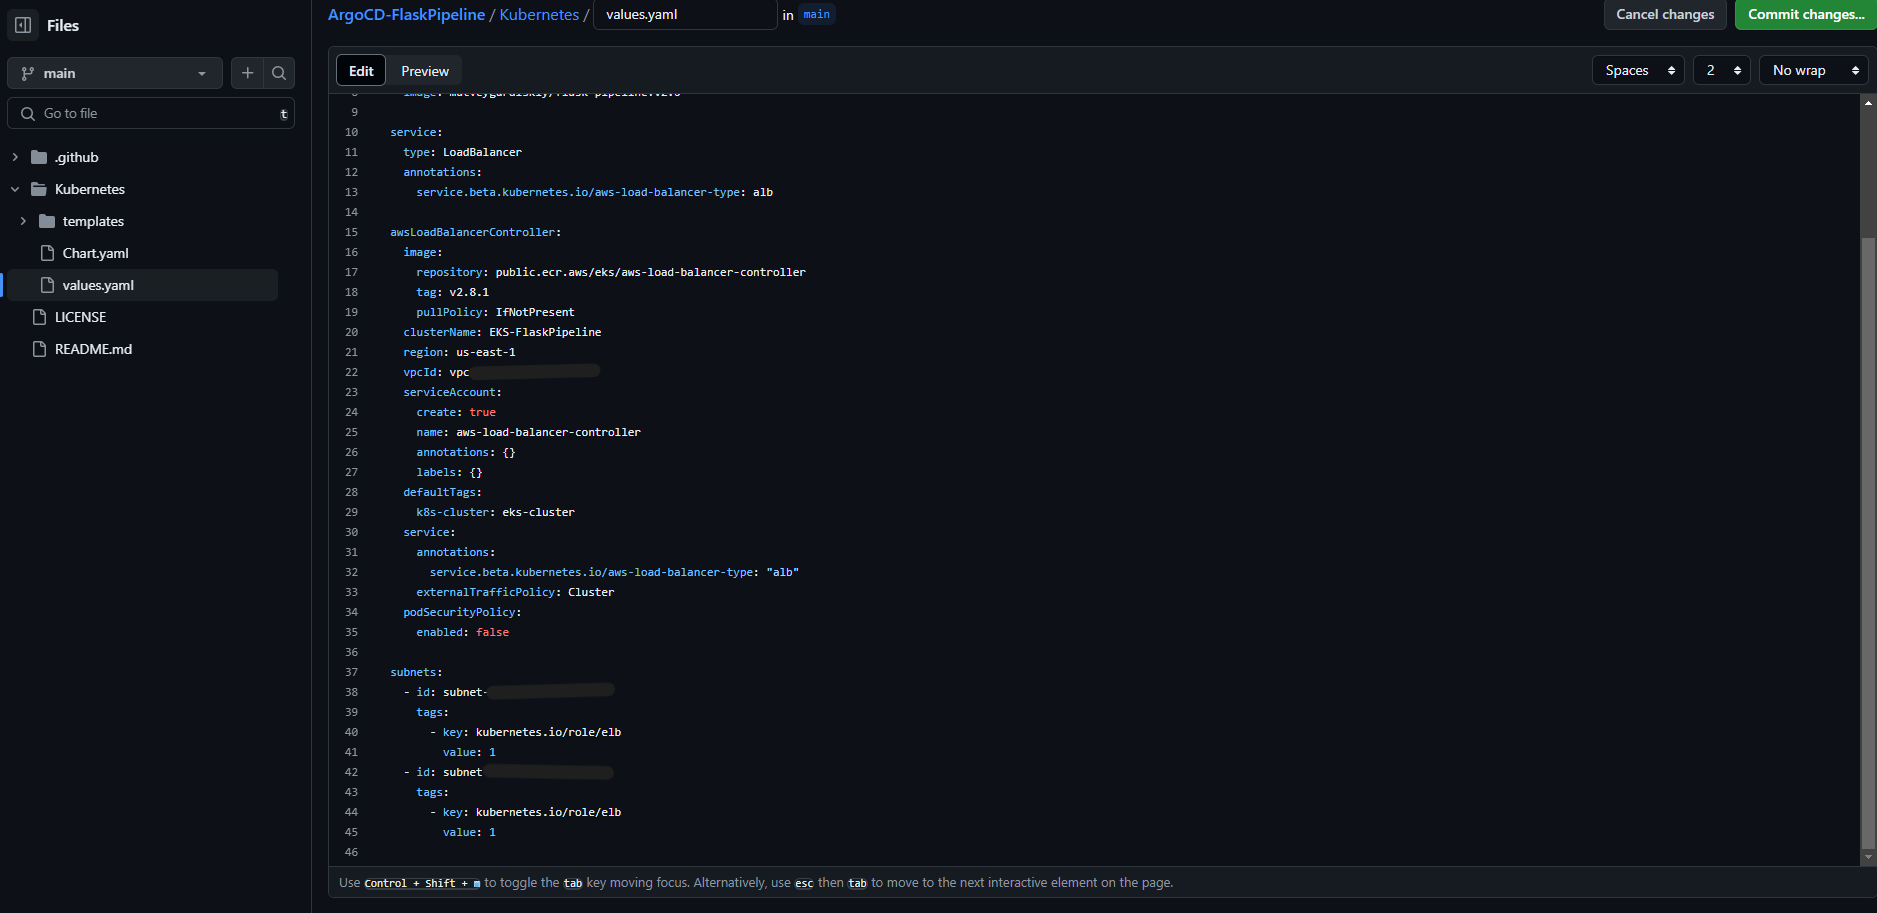 Files
main
Go to file
t
.github
Kubernetes
templates
Chart.yaml
values.yaml
LICENSE
README.md
ArgoCD-FlaskPipeline / Kubernetes / values.yaml in main
Cancel changes
Commit changes...
Edit
Preview
Spaces
2
No wrap
9
10 service:
11 type: LoadBalancer
12 annotations:
13 service.beta.kubernetes.io/aws-load-balancer-type: alb
14
15 awsLoadBalancerController:
16 image:
17 repository: public.ecr.aws/eks/aws-load-balancer-controller
18 tag: v2.8.1
19 pullPolicy: IfNotPresent
20 clusterName: EKS-FlaskPipeline
21 region: us-east-1
22 vpcId: vpc
23 serviceAccount:
24 create: true
25 name: aws-load-balancer-controller
26 annotations: {}
27 labels: {}
28 defaultTags:
29 k8s-cluster: eks-cluster
30 service:
31 annotations:
32 service.beta.kubernetes.io/aws-load-balancer-type: "alb"
33 externalTrafficPolicy: Cluster
34 podSecurityPolicy:
35 enabled: false
36
37 subnets:
38 - id: subnet-
39 tags:
40 - key: kubernetes.io/role/elb
41 value: 1
42 - id: subnet
43 tags:
44 - key: kubernetes.io/role/elb
45 value: 1
46
Use Control + Shift + m to toggle the tab key moving focus. Alternatively, use esc then tab to move to the next interactive element on the page.